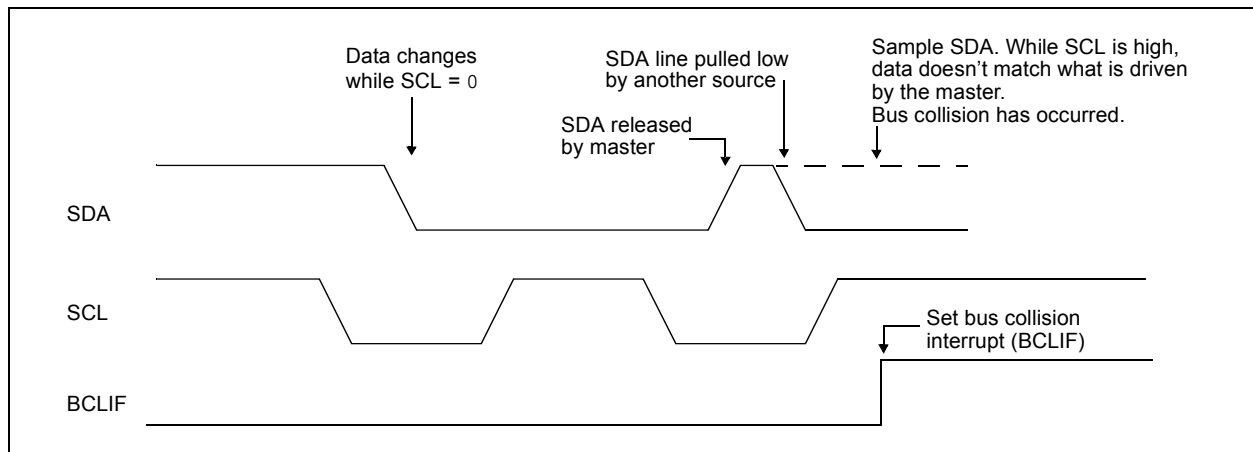 Data changes
while SCL = 0
SDA line pulled low
by another source
SDA released
by master
Sample SDA. While SCL is high,
data doesn't match what is driven
by the master.
Bus collision has occurred.
SDA
SCL
Set bus collision
interrupt (BCLIF)
BCLIF